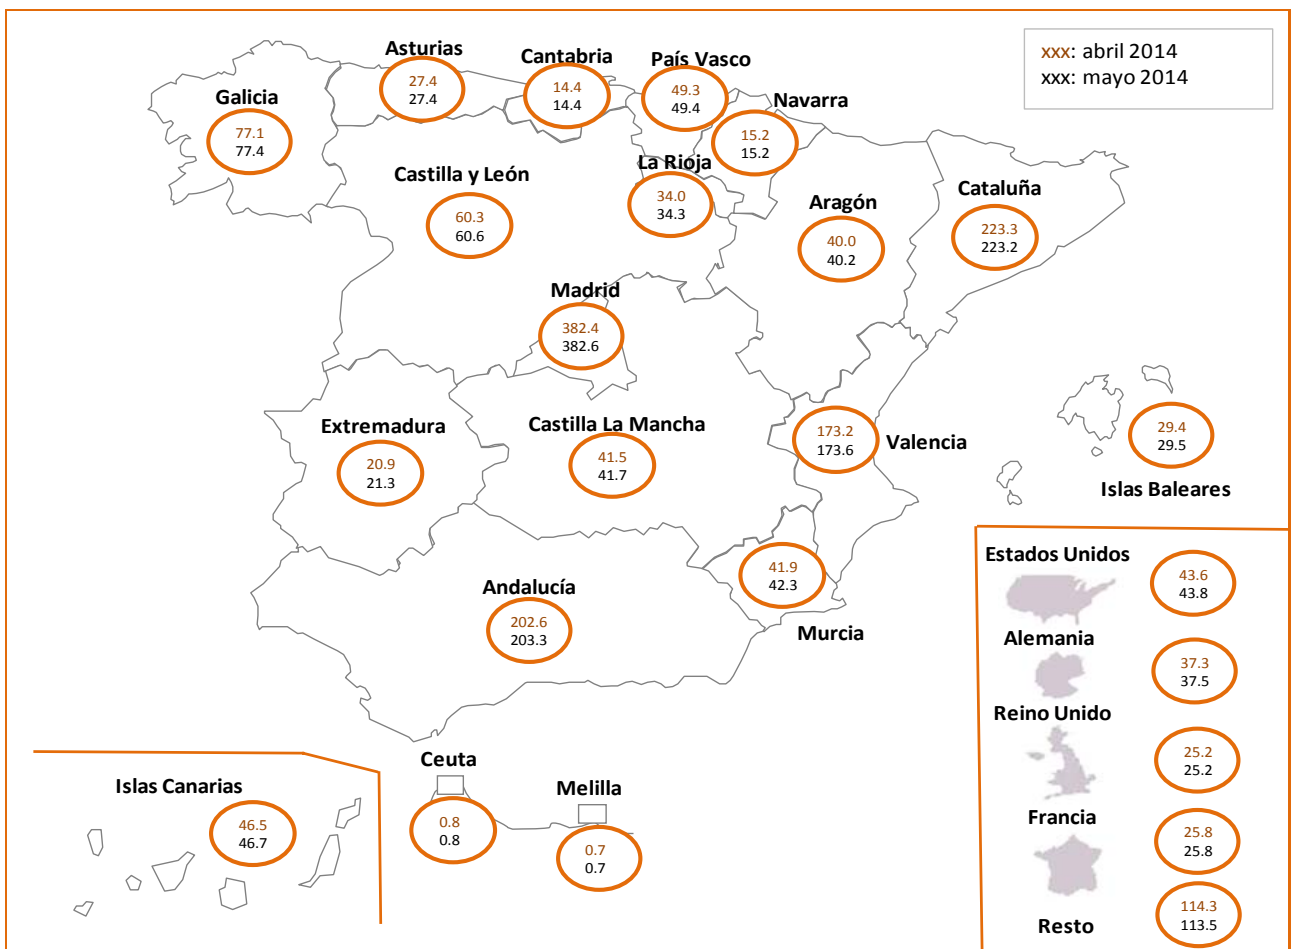 xxx: abril 2014
xxx: mayo 2014
Asturias
27.4
27.4
Cantabria
14.4
14.4
País Vasco
49.3
49.4
Navarra
15.2
15.2
Galicia
77.1
77.4
Castilla y León
60.3
60.6
La Rioja
34.0
34.3
Aragón
40.0
40.2
Cataluña
223.3
223.2
Madrid
382.4
382.6
Extremadura
20.9
21.3
Castilla La Mancha
41.5
41.7
173.2
173.6
Valencia
29.4
29.5
Islas Baleares
Andalucía
202.6
203.3
41.9
42.3
Murcia
Estados Unidos
43.6
43.8
Alemania
37.3
37.5
Reino Unido
25.2
25.2
Francia
25.8
25.8
Resto
114.3
113.5
Islas Canarias
46.5
46.7
Ceuta
0.8
0.8
Melilla
0.7
0.7